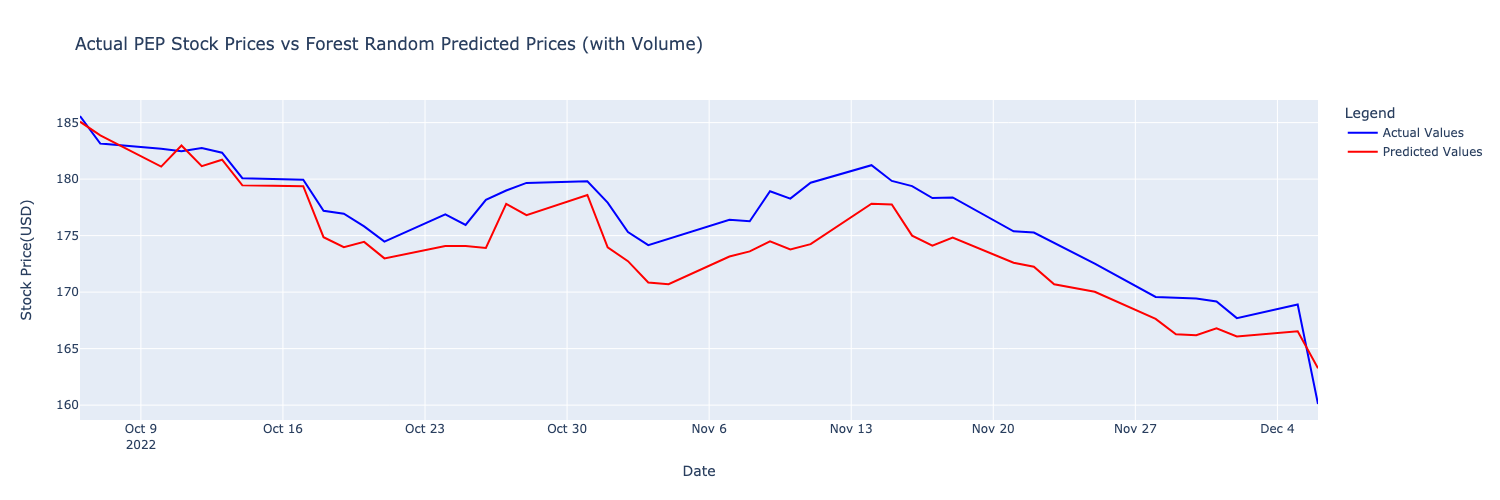 Actual PEP Stock Prices vs Forest Random Predicted Prices (with Volume)
Legend
Actual Values
Predicted Values
Stock Price(USD)
185
180
175
170
165
160
Oct 9
2022
Oct 16
Oct 23
Oct 30
Nov 6
Nov 13
Nov 20
Nov 27
Dec 4
Date